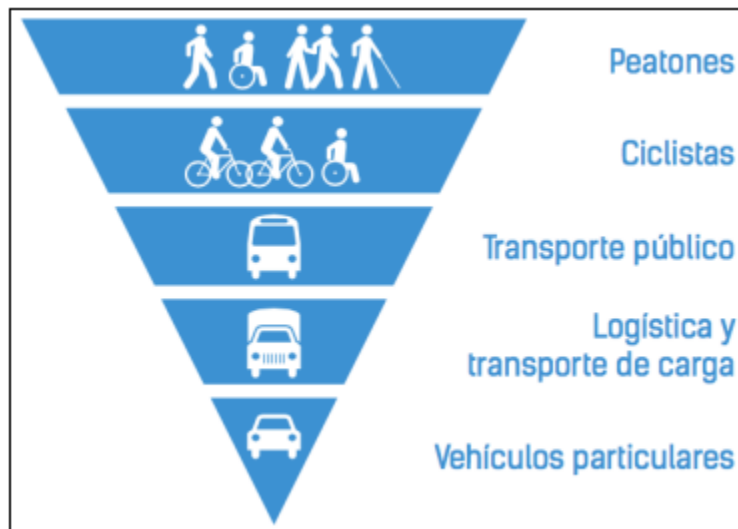 Peatones
Ciclistas
Transporte público
Logística y
transporte de carga
Vehículos particulares